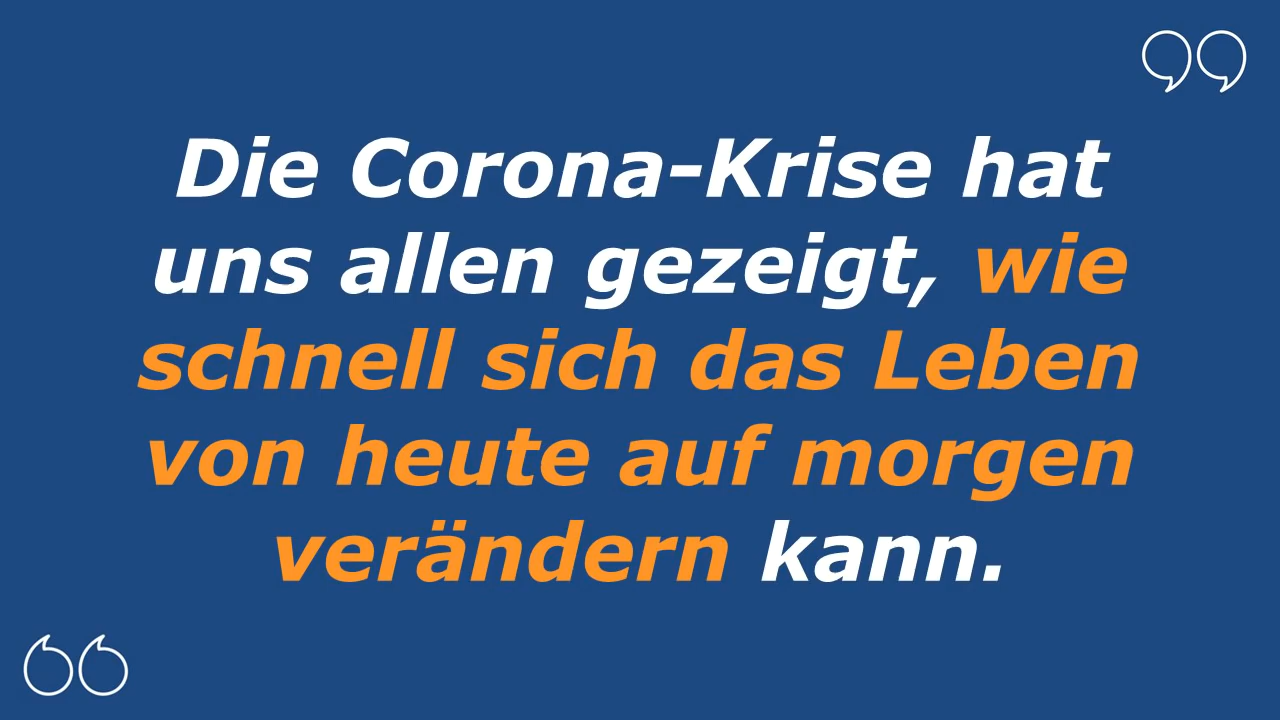 Die Corona-Krise hat
uns allen gezeigt, wie
schnell sich das Leben
von heute auf morgen
verändern kann.